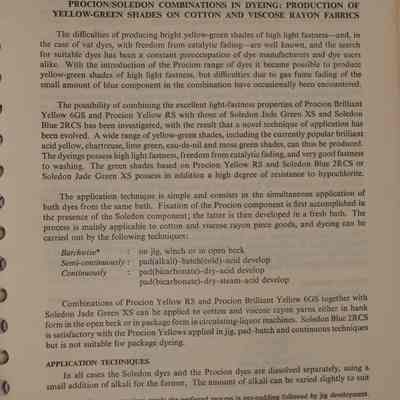 PROCION/SOLEDON COMBINATIONS IN DYEING: PRODUCTION OF
YELLOW-GREEN SHADES ON COTTON AND VISCOSE RAYON FABRICS
The difficulties of producing bright yellow-green shades of high light fastness—and, in
the case of vat dyes, with freedom from catalytic fading—are well known, and the search
for suitable dyes has been a constant preoccupation of dye manufacturers and dye users
alike. With the introduction of the Procion range of dyes it became possible to produce
yellow-green shades of high light fastness, but difficulties due to gas fume fading of the
small amount of blue component in the combination have occasionally been encountered.
The possibility of combining the excellent light-fastness properties of Procion Brilliant
Yellow 6GS and Procion Yellow RS with those of Soledon Jade Green XS and Soledon
Blue 2RCS has been investigated, with the result that a novel technique of application has
been evolved. A wide range of yellow-green shades, including the currently popular brilliant
acid yellow, chartreuse, lime green, eau-de-nil and moss green shades, can thus be produced.
The dyeings possess high light fastness, freedom from catalytic fading, and very good fastness
to washing. The green shades based on Procion Yellow RS and Soledon Blue 2RCS or
Soledon Jade Green XS possess in addition a high degree of resistance to hypochlorite.
The application technique is simple and consists in the simultaneous application of
both dyes from the same bath. Fixation of the Procion component is first accomplished in
the presence of the Soledon component; the latter is then developed in a fresh bath. The
process is mainly applicable to cotton and viscose rayon piece goods, and dyeing can be
carried out by the following techniques:
Batchwise* : on jig, winch or in open beck
Semi-continuously : pad(alkali)–batch(cold)–acid develop
Continuously : pad(bicarbonate)–dry–acid develop
pad(bicarbonate)–dry–steam–acid develop
Combinations of Procion Yellow RS and Procion Brilliant Yellow 6GS together with
Soledon Jade Green XS can be applied to cotton and viscose rayon yarns either in hank
form in the open beck or in package form in circulating-liquor machines. Soledon Blue 2RCS
is satisfactory with the Procion Yellows applied in jig, pad-batch and continuous techniques
but is not suitable for package dyeing.
APPLICATION TECHNIQUES
In all cases the Soledon dyes and the Procion dyes are dissolved separately, using a
small addition of alkali for the former. The amount of alkali can be varied slightly to suit
the preferred process is pre-padding followed by jig development.